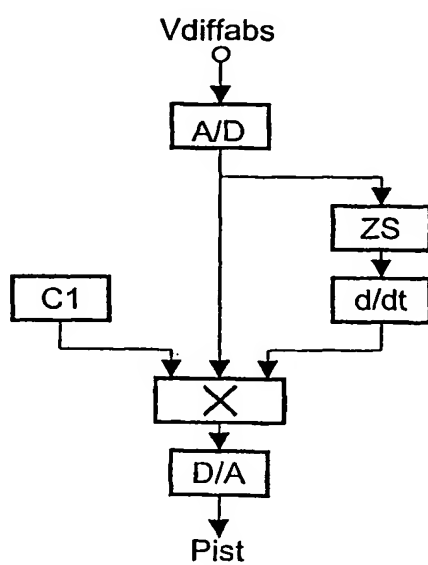 Vdiffabs
A/D
ZS
C1
d/dt
X
D/A
Pist